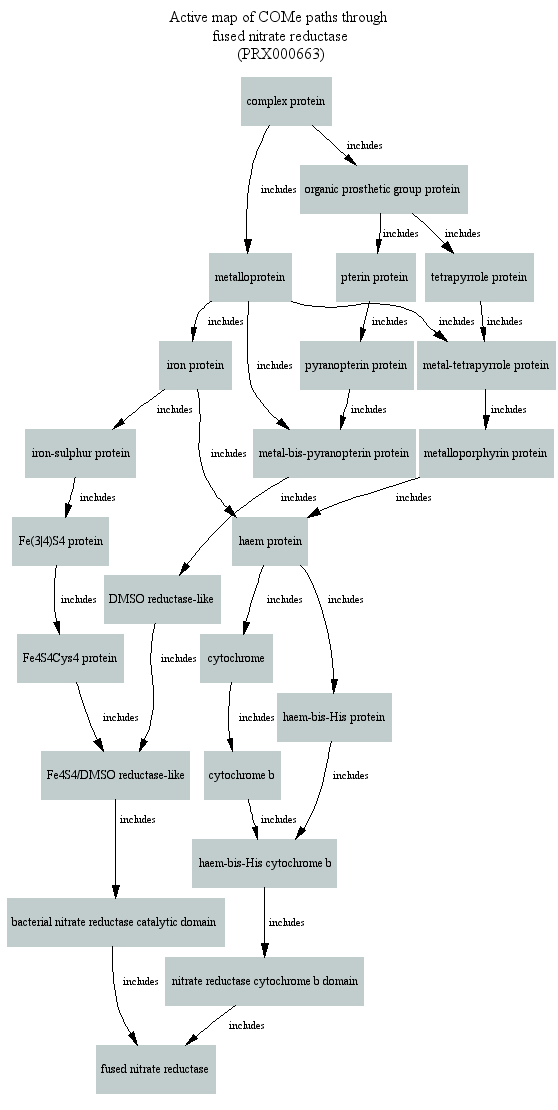 Active map of COMe paths through
fused nitrate reductase
(PRX000663)
complex protein
includes
organic prosthetic group protein
includes
includes
includes
metalloprotein
pterin protein
tetrapyrrole protein
includes
includes
includes
includes
includes
iron protein
pyranopterin protein
metal-tetrapyrrole protein
includes
includes
includes
includes
iron-sulphur protein
metal-bis-pyranopterin protein
metalloporphyrin protein
includes
includes
includes
Fe(3|4)S4 protein
haem protein
includes
DMSO reductase-like
includes
includes
Fe4S4Cys4 protein
includes
cytochrome
haem-bis-His protein
includes
includes
Fe4S4/DMSO reductase-like
cytochrome b
includes
includes
includes
haem-bis-His cytochrome b
bacterial nitrate reductase catalytic domain
includes
includes
nitrate reductase cytochrome b domain
includes
fused nitrate reductase